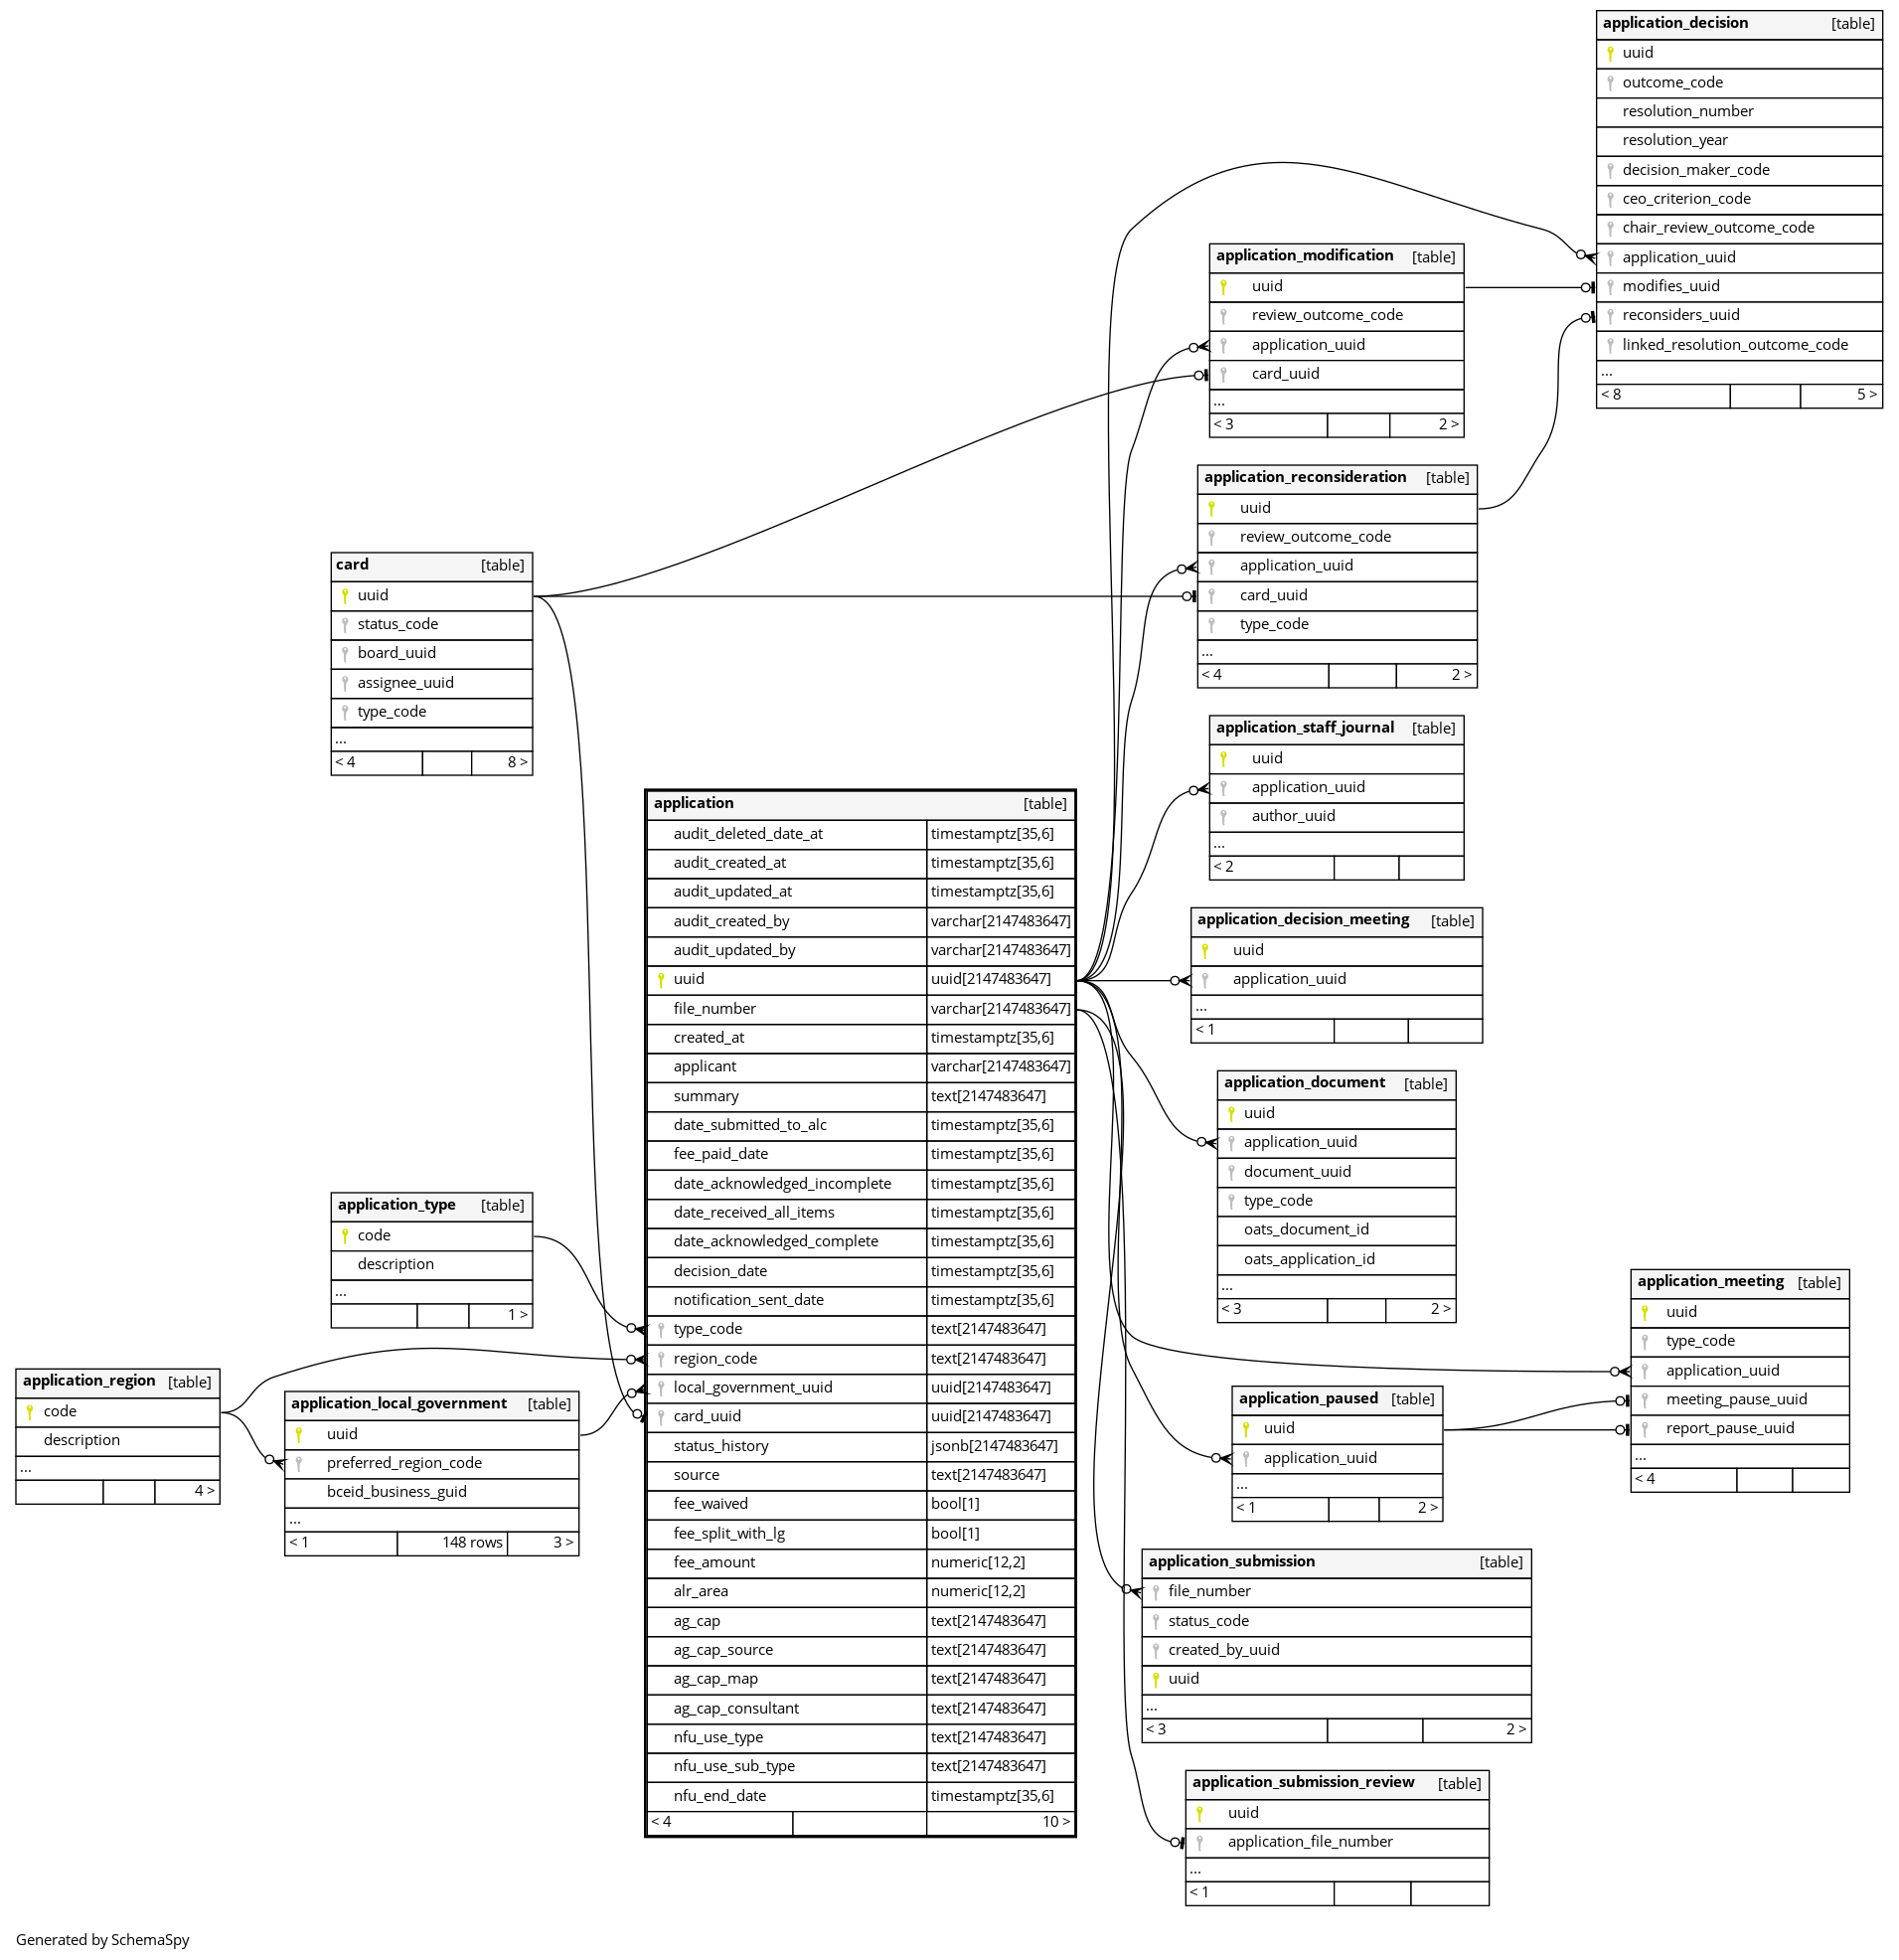 application_decision [table]
uuid
outcome_code
resolution_number
resolution_year
decision_maker_code
ceo_criterion_code
chair_review_outcome_code
application_uuid
modifies_uuid
reconsiders_uuid
linked_resolution_outcome_code
...
< 8 5 >
application_modification [table]
uuid
review_outcome_code
application_uuid
card_uuid
...
< 3 2 >
application_reconsideration [table]
uuid
review_outcome_code
application_uuid
card_uuid
type_code
...
< 4 2 >
card [table]
uuid
status_code
board_uuid
assignee_uuid
type_code
...
< 4 8 >
application_staff_journal [table]
uuid
application_uuid
author_uuid
...
< 2
application [table]
audit_deleted_date_at timestamptz[35,6]
audit_created_at timestamptz[35,6]
audit_updated_at timestamptz[35,6]
audit_created_by varchar[2147483647]
audit_updated_by varchar[2147483647]
uuid uuid[2147483647]
file_number varchar[2147483647]
created_at timestamptz[35,6]
applicant varchar[2147483647]
summary text[2147483647]
date_submitted_to_alc timestamptz[35,6]
fee_paid_date timestamptz[35,6]
date_acknowledged_incomplete timestamptz[35,6]
date_received_all_items timestamptz[35,6]
date_acknowledged_complete timestamptz[35,6]
decision_date timestamptz[35,6]
notification_sent_date timestamptz[35,6]
type_code text[2147483647]
region_code text[2147483647]
local_government_uuid uuid[2147483647]
card_uuid uuid[2147483647]
status_history jsonb[2147483647]
source text[2147483647]
fee_waived bool[1]
fee_split_with_lg bool[1]
fee_amount numeric[12,2]
alr_area numeric[12,2]
ag_cap text[2147483647]
ag_cap_source text[2147483647]
ag_cap_map text[2147483647]
ag_cap_consultant text[2147483647]
nfu_use_type text[2147483647]
nfu_use_sub_type text[2147483647]
nfu_end_date timestamptz[35,6]
< 4 10 >
application_decision_meeting [table]
uuid
application_uuid
...
< 1
application_document [table]
uuid
application_uuid
document_uuid
type_code
oats_document_id
oats_application_id
...
< 3 2 >
application_type [table]
code
description
...
1 >
application_meeting [table]
uuid
type_code
application_uuid
meeting_pause_uuid
report_pause_uuid
...
< 4
application_region [table]
code
description
...
4 >
application_local_government [table]
uuid
preferred_region_code
bceid_business_guid
...
< 1 148 rows 3 >
application_paused [table]
uuid
application_uuid
...
< 1 2 >
application_submission [table]
file_number
status_code
created_by_uuid
uuid
...
< 3 2 >
application_submission_review [table]
uuid
application_file_number
...
< 1
Generated by SchemaSpy